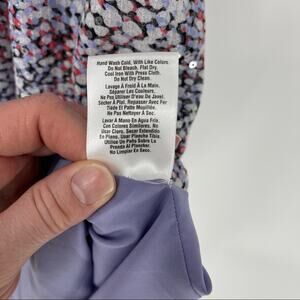 Hand Wash Cold, With Like Colors.
Do Not Bleach. Flat Dry.
Cool Iron With Press Cloth.
Do Not Dry Clean.
Lavage À Froid À La Main.
Séparer Les Couleurs.
Ne Pas Utiliser D'eau De Javel.
Sécher À Plat. Repasser Avec Fer
Tiède Et Patte Mouillée.
Ne Pas Nettoyer À Sec.
Lavar A Mano En Agua Fría.
Con Colores Similares. No
Usar Cloro. Secar Extendido
En Plano. Usar Plancha Tibia.
Utilice Un Paño Sobre La
Prenda Al Planchar.
No Limpiar En Seco.